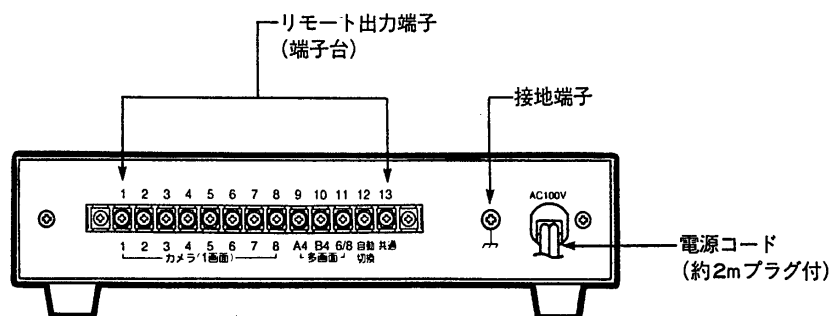 リモート出力端子
(端子台)
接地端子
1 2 3 4 5 6 7 8 9 10 11 12 13
AC100V
1 2 3 4 5 6 7 8 A4 B4 6/8 自動 共通
カメラ(1画面) 多画面 切換
電源コード
(約2mプラグ付)